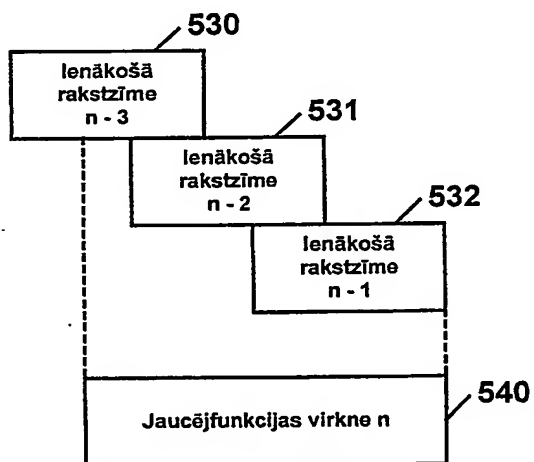 530
Ienākošā
rakstzīme
n - 3
531
Ienākošā
rakstzīme
n - 2
532
Ienākošā
rakstzīme
n - 1
540
Jaucējfunkcijas virkne n